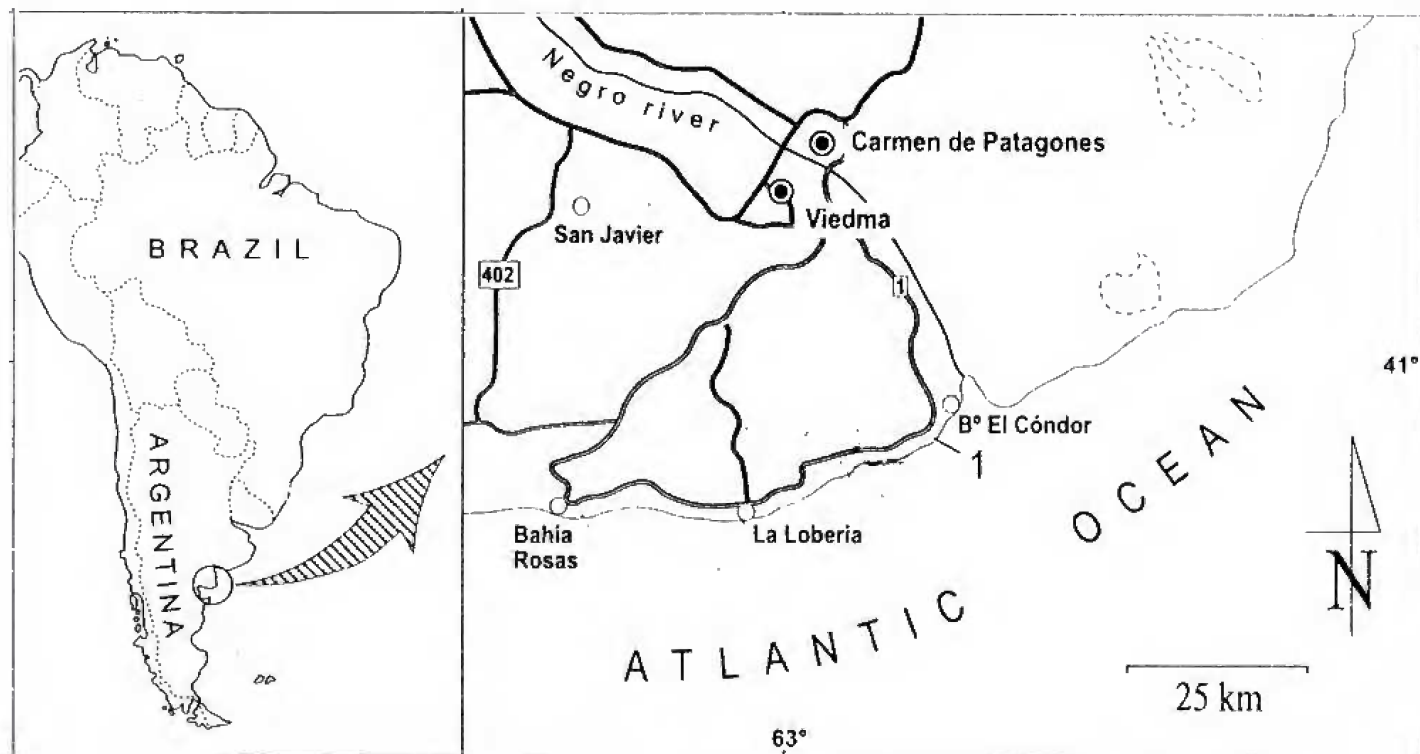 BRAZIL
ARGENTINA
Negro river
Carmen de Patagones
Viedma
San Javier
402
1
41°
Bº El Cóndor
1
Bahía
Rosas
La Lobería
ATLANTIC OCEAN
N
25 km
63°